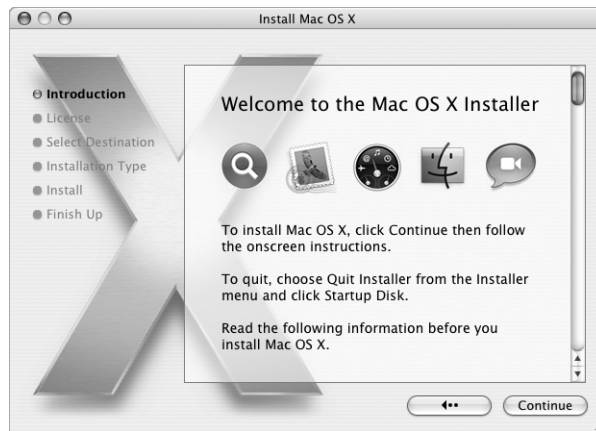 Install Mac OS X
Introduction
License
Select Destination
Installation Type
Install
Finish Up
Welcome to the Mac OS X Installer
To install Mac OS X, click Continue then follow
the onscreen instructions.
To quit, choose Quit Installer from the Installer
menu and click Startup Disk.
Read the following information before you
install Mac OS X.
Continue